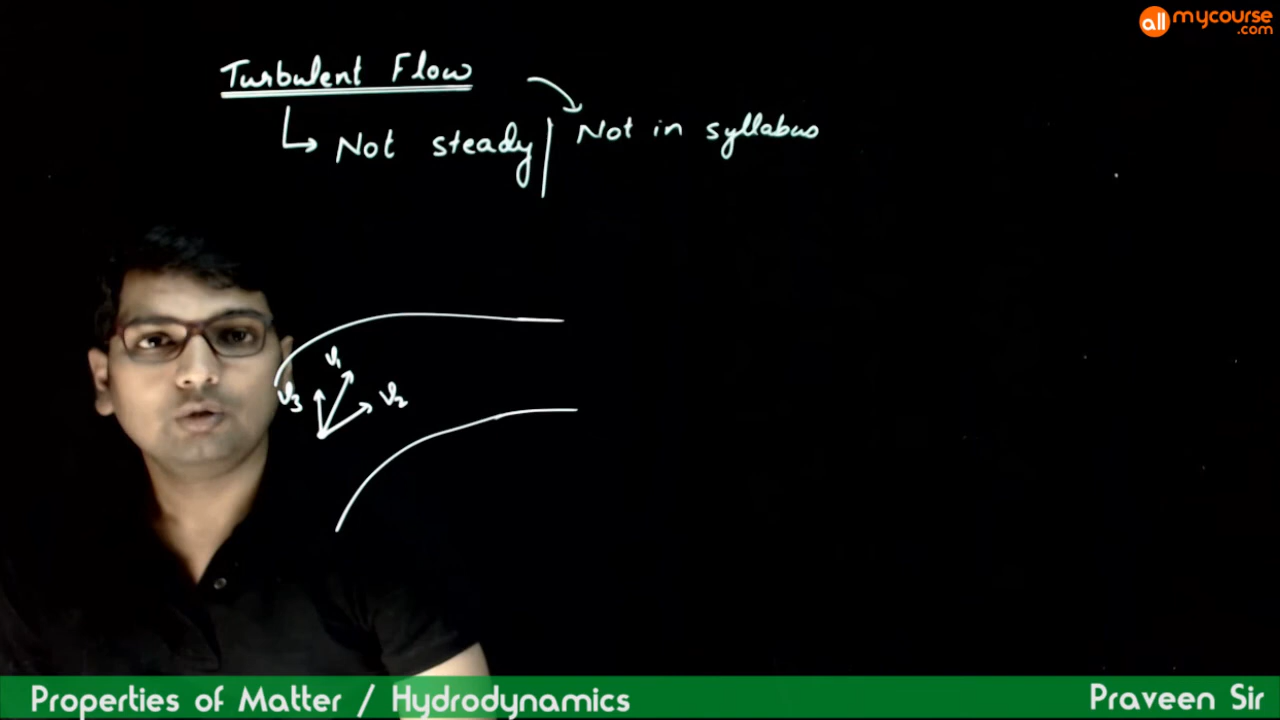 all mycourse
.com
Turbulent Flow
Not steady | Not in syllabus
v₁
v₃
v₂
Properties of Matter / Hydrodynamics
Praveen Sir